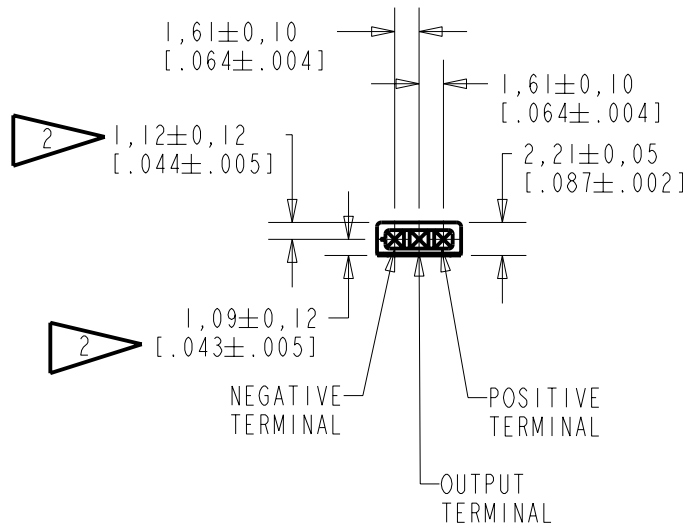 1,61±0,10
[.064±.004]
1,61±0,10
[.064±.004]
2
1,12±0,12
[.044±.005]
2,21±0,05
[.087±.002]
2
1,09±0,12
[.043±.005]
NEGATIVE
TERMINAL
POSITIVE
TERMINAL
OUTPUT
TERMINAL